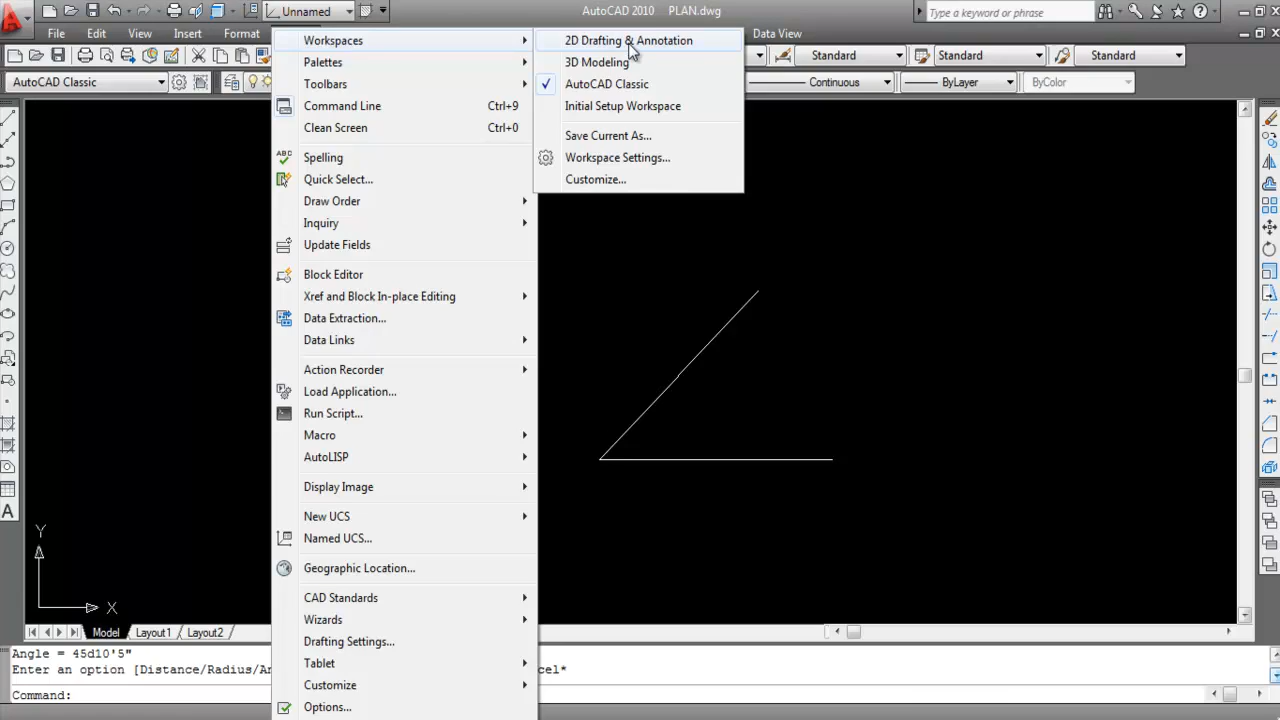 Unnamed
AutoCAD 2010 PLAN.dwg
Type a keyword or phrase
File
Edit
View
Insert
Format
Data View
Standard
Standard
Standard
AutoCAD Classic
Continuous
ByLayer
ByColor
Workspaces
Palettes
Toolbars
Command Line Ctrl+9
Clean Screen Ctrl+0
ABC
Spelling
Quick Select...
Draw Order
Inquiry
Update Fields
Block Editor
Xref and Block In-place Editing
Data Extraction...
Data Links
Action Recorder
Load Application...
Run Script...
Macro
AutoLISP
Display Image
New UCS
Named UCS...
Geographic Location...
CAD Standards
Wizards
Drafting Settings...
Tablet
Customize
Options...
2D Drafting & Annotation
3D Modeling
AutoCAD Classic
Initial Setup Workspace
Save Current As...
Workspace Settings...
Customize...
A
Y
X
Model
Layout1
Layout2
Angle = 45d10'5"
Enter an option [Distance/Radius/An
cel*
Command: